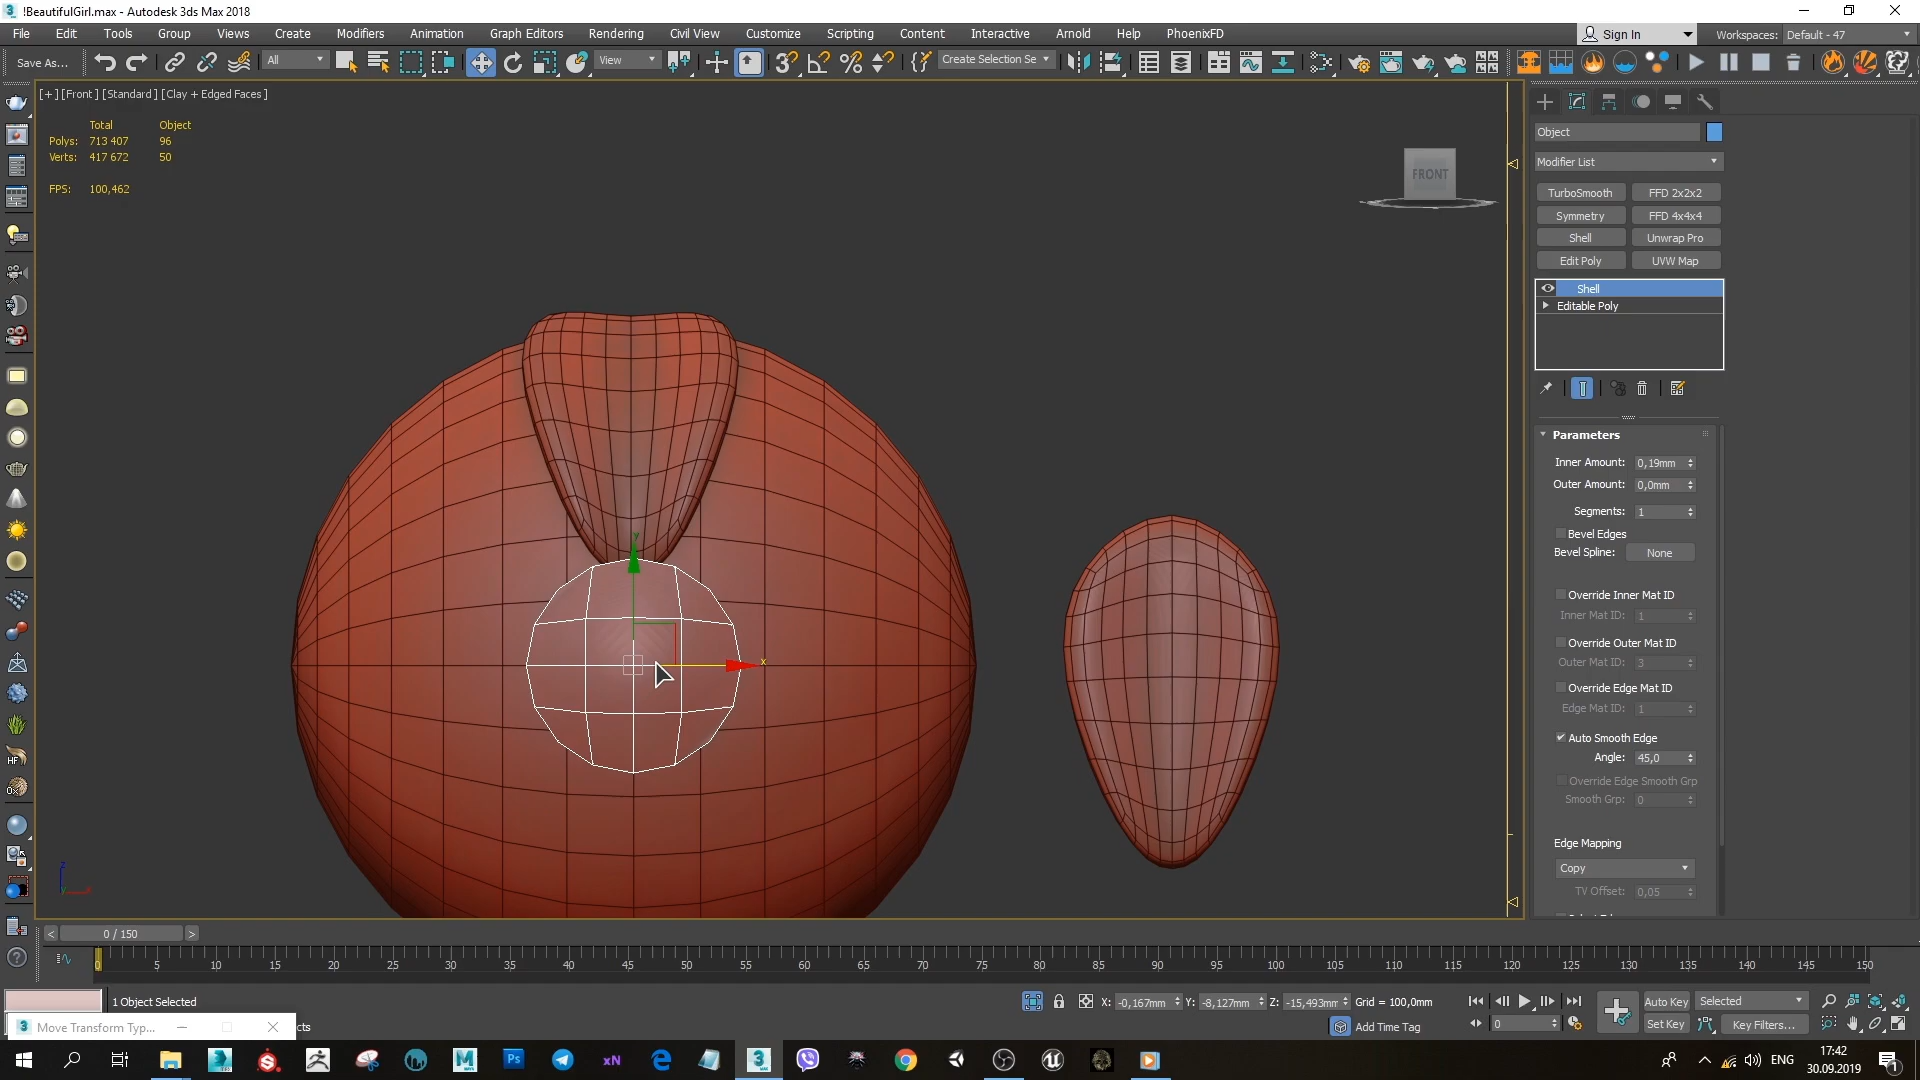 !BeautifulGirl.max - Autodesk 3ds Max 2018
File Edit Tools Group Views Create Modifiers Animation Graph Editors Rendering Civil View Customize Scripting Content Interactive Arnold Help PhoenixFD
Sign In Workspaces: Default - 47
Save As... All View Create Selection Se
[+] [Front] [Standard] [Clay + Edged Faces]
Total Object
Polys: 713 407 96
Verts: 417 672 50
FPS: 100,462
FRONT
Object
Modifier List
TurboSmooth FFD 2x2x2
Symmetry FFD 4x4x4
Shell Unwrap Pro
Edit Poly UVW Map
Shell
Editable Poly
Parameters
Inner Amount: 0,19mm
Outer Amount: 0,0mm
Segments: 1
Bevel Edges
Bevel Spline: None
Override Inner Mat ID
Inner Mat ID: 1
Override Outer Mat ID
Outer Mat ID: 3
Override Edge Mat ID
Edge Mat ID: 1
Auto Smooth Edge
Angle: 45,0
Override Edge Smooth Grp
Smooth Grp: 0
Edge Mapping
Copy
TV Offset: 0,05
y
x
z
0 / 150
0 5 10 15 20 25 30 35 40 45 50 55 60 65 70 75 80 85 90 95 100 105 110 115 120 125 130 135 140 145 150
1 Object Selected
X: -0,167mm Y: -8,127mm Z: -15,493mm Grid = 100,0mm
Auto Key Selected
Move Transform Typ...
Add Time Tag
0
Set Key Key Filters...
ENG
17:42
30.09.2019